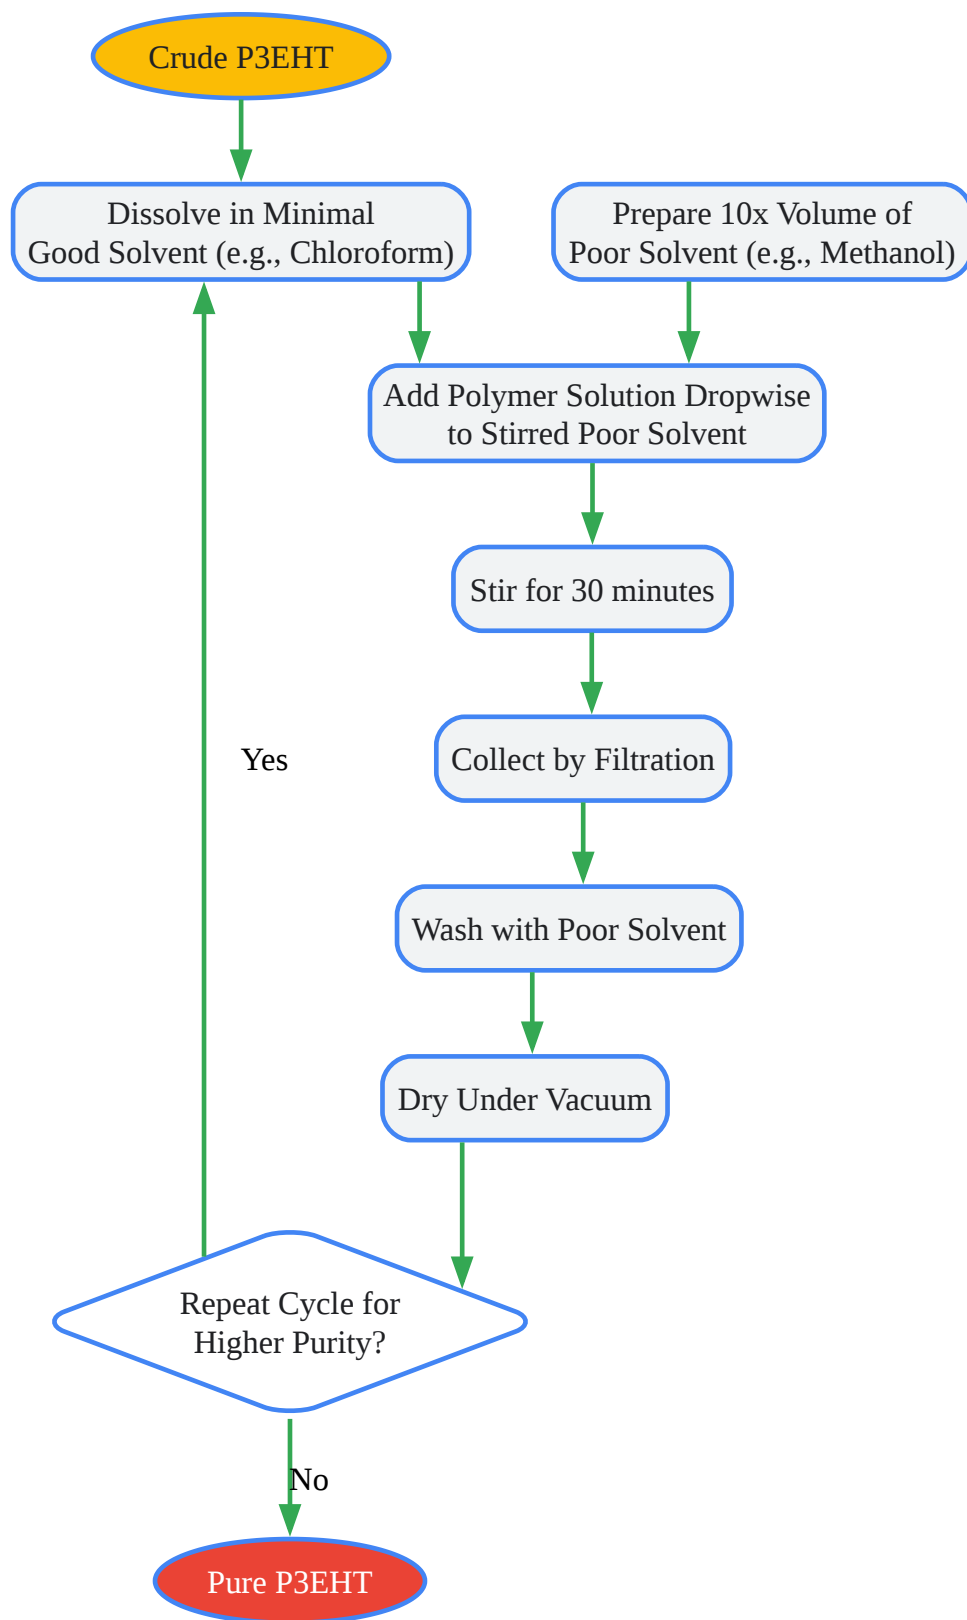 Crude P3EHT
Dissolve in Minimal
Good Solvent (e.g., Chloroform)
Prepare 10x Volume of
Poor Solvent (e.g., Methanol)
Add Polymer Solution Dropwise
to Stirred Poor Solvent
Stir for 30 minutes
Yes
Collect by Filtration
Wash with Poor Solvent
Dry Under Vacuum
Repeat Cycle for
Higher Purity?
No
Pure P3EHT